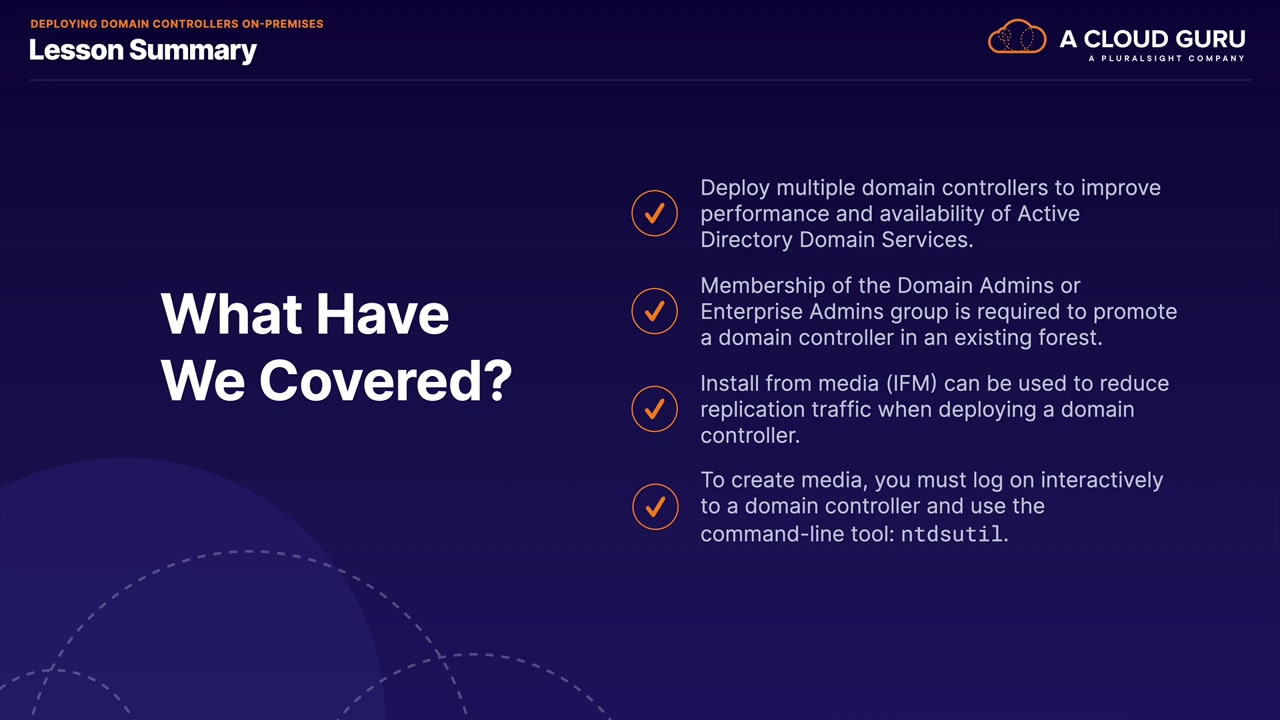 DEPLOYING DOMAIN CONTROLLERS ON-PREMISES
Lesson Summary
A CLOUD GURU
A PLURALSIGHT COMPANY
What Have
We Covered?
Deploy multiple domain controllers to improve
performance and availability of Active
Directory Domain Services.
Membership of the Domain Admins or
Enterprise Admins group is required to promote
a domain controller in an existing forest.
Install from media (IFM) can be used to reduce
replication traffic when deploying a domain
controller.
To create media, you must log on interactively
to a domain controller and use the
command-line tool: ntdsutil.